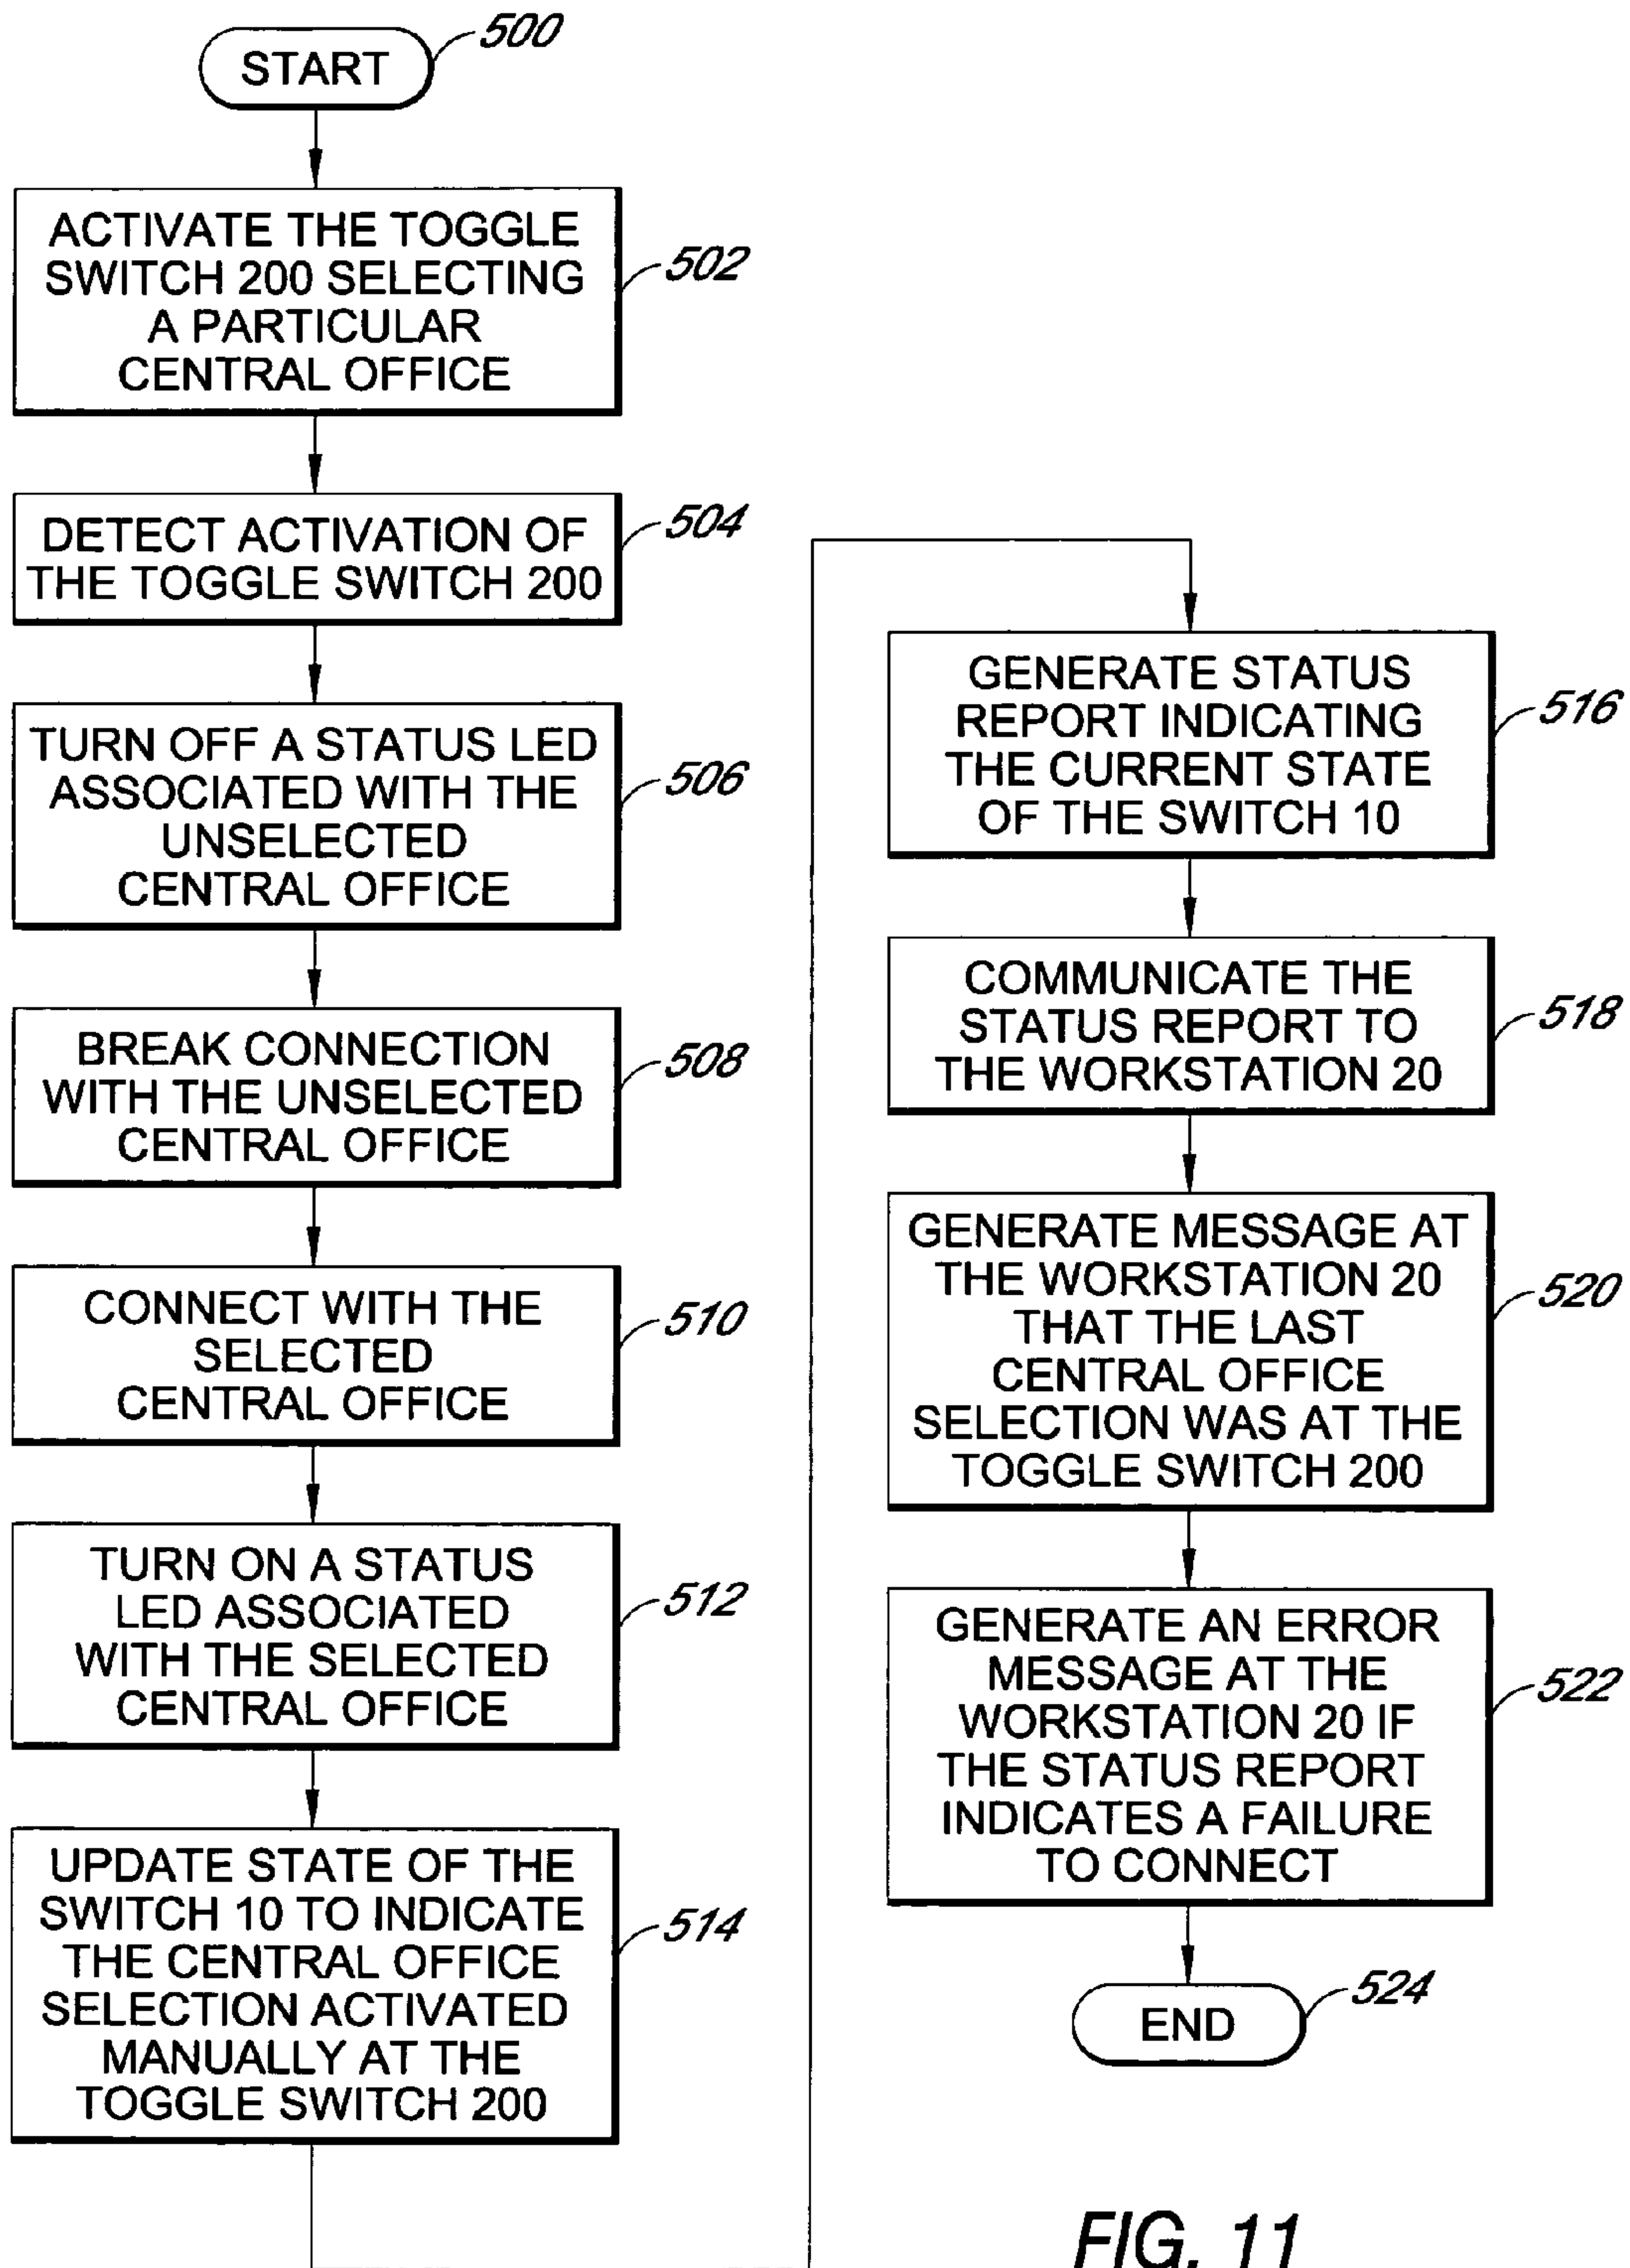 START
500
ACTIVATE THE TOGGLE
SWITCH 200 SELECTING
A PARTICULAR
CENTRAL OFFICE
502
DETECT ACTIVATION OF
THE TOGGLE SWITCH 200
504
TURN OFF A STATUS LED
ASSOCIATED WITH THE
UNSELECTED
CENTRAL OFFICE
506
BREAK CONNECTION
WITH THE UNSELECTED
CENTRAL OFFICE
508
CONNECT WITH THE
SELECTED
CENTRAL OFFICE
510
TURN ON A STATUS
LED ASSOCIATED
WITH THE SELECTED
CENTRAL OFFICE
512
UPDATE STATE OF THE
SWITCH 10 TO INDICATE
THE CENTRAL OFFICE
SELECTION ACTIVATED
MANUALLY AT THE
TOGGLE SWITCH 200
514
GENERATE STATUS
REPORT INDICATING
THE CURRENT STATE
OF THE SWITCH 10
516
COMMUNICATE THE
STATUS REPORT TO
THE WORKSTATION 20
518
GENERATE MESSAGE AT
THE WORKSTATION 20
THAT THE LAST
CENTRAL OFFICE
SELECTION WAS AT THE
TOGGLE SWITCH 200
520
GENERATE AN ERROR
MESSAGE AT THE
WORKSTATION 20 IF
THE STATUS REPORT
INDICATES A FAILURE
TO CONNECT
522
END
524
FIG. 11